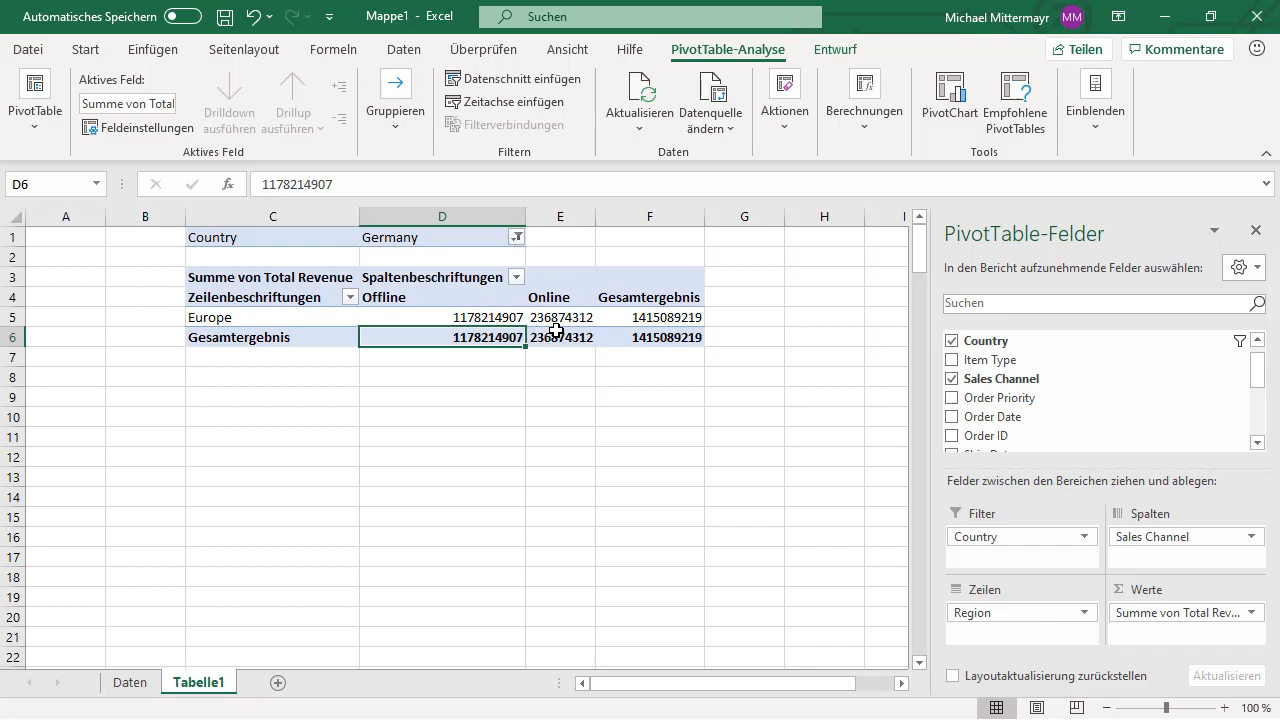 Automatisches Speichern
Mappe1 - Excel
Suchen
Michael Mittermayr
MM
Datei Start Einfügen Seitenlayout Formeln Daten Überprüfen Ansicht Hilfe PivotTable-Analyse Entwurf
Teilen Kommentare
PivotTable
Aktives Feld:
Summe von Total
Feldeinstellungen
Drilldown ausführen
Drillup ausführen
Aktives Feld
Gruppieren
Datenschnitt einfügen
Zeitachse einfügen
Filterverbindungen
Filtern
Aktualisieren
Datenquelle ändern
Daten
Aktionen
Berechnungen
PivotChart
Empfohlene PivotTables
Tools
Einblenden
D6
fx
1178214907
A B C D E F G H I
1 Country Germany
2
3 Summe von Total Revenue Spaltenbeschriftungen
4 Zeilenbeschriftungen Offline Online Gesamtergebnis
5 Europe 1178214907 236874312 1415089219
6 Gesamtergebnis 1178214907 236874312 1415089219
7
8
9
10
11
12
13
14
15
16
17
18
19
20
21
22
Daten Tabelle1
PivotTable-Felder
In den Bericht aufzunehmende Felder auswählen:
Suchen
Country
Item Type
Sales Channel
Order Priority
Order Date
Order ID
Felder zwischen den Bereichen ziehen und ablegen:
Filter
Country
Spalten
Sales Channel
Zeilen
Region
Σ Werte
Summe von Total Rev...
Layoutaktualisierung zurückstellen
Aktualisieren
100 %